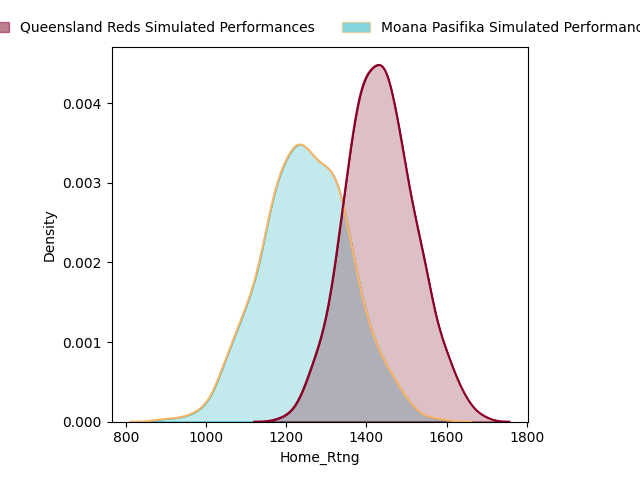 Queensland Reds Simulated Performances Moana Pasifika Simulated
0.004
0.003
0.002
0.001
0.000
Density
800 1000 1200 1400 1600 1800
Home_Rtng